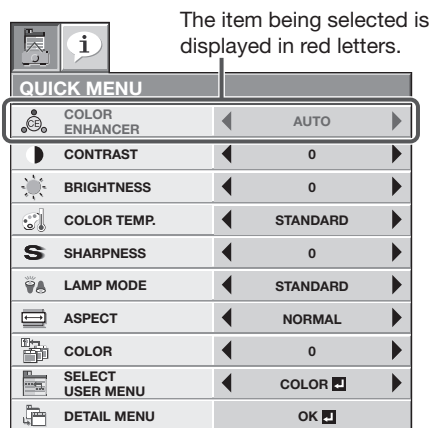 The item being selected is
displayed in red letters.
QUICK MENU
COLOR
ENHANCER
AUTO
CONTRAST 0
BRIGHTNESS 0
COLOR TEMP. STANDARD
SHARPNESS 0
LAMP MODE STANDARD
ASPECT NORMAL
COLOR 0
SELECT
USER MENU
COLOR
DETAIL MENU OK